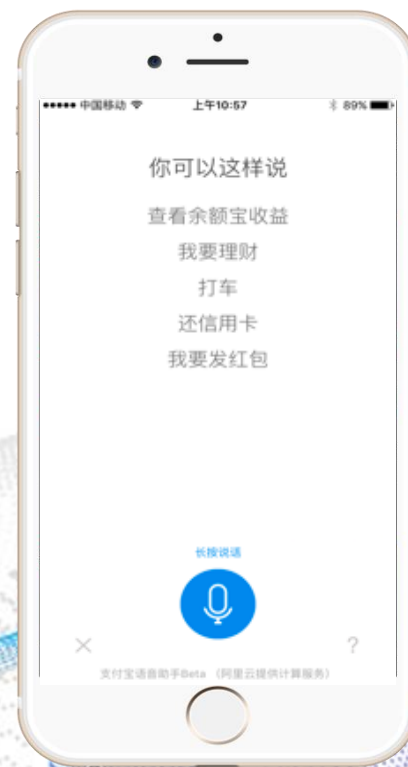 中国移动 上午10:57 89%
你可以这样说
查看余额宝收益
我要理财
打车
还信用卡
我要发红包
长按说话
?
支付宝语音助手Beta （阿里云提供计算服务）